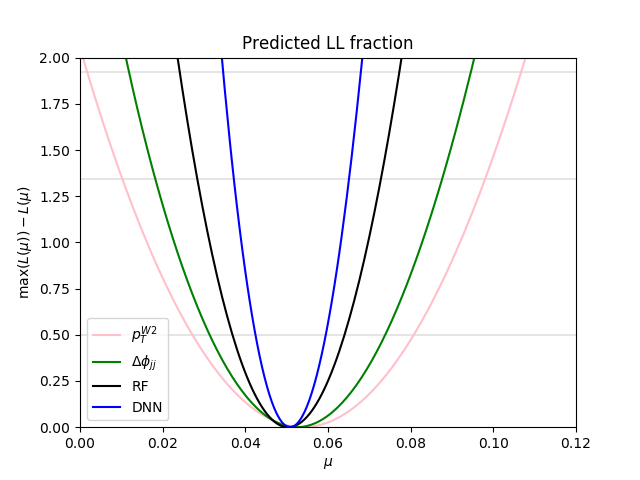 Predicted LL fraction
max(L(μ)) − L(μ)
2.00
1.75
1.50
1.25
1.00
0.75
0.50
0.25
0.00
p_T^{W2}
Δϕ_{jj}
RF
DNN
0.00 0.02 0.04 0.06 0.08 0.10 0.12
μ